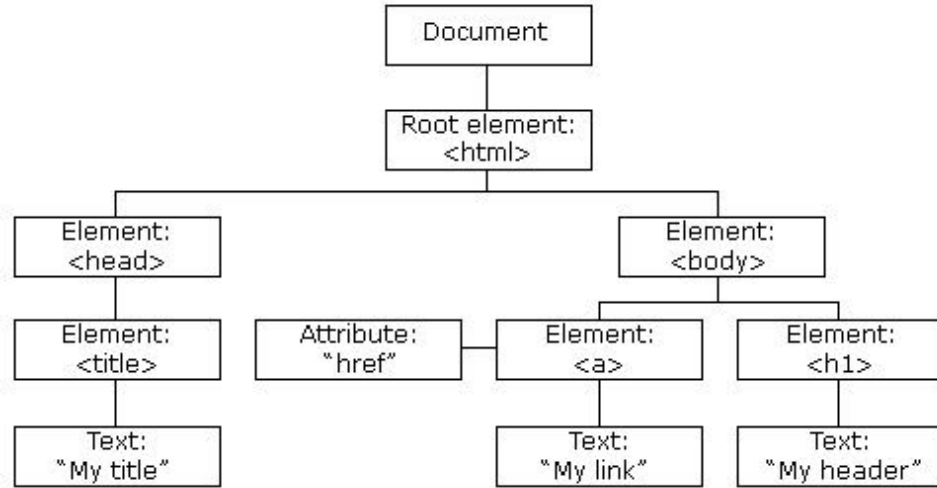 Document
Root element:
<html>
Element:
<head>
Element:
<body>
Element:
<title>
Attribute:
“href”
Element:
<a>
Element:
<h1>
Text:
“My title”
Text:
“My link”
Text:
“My header”